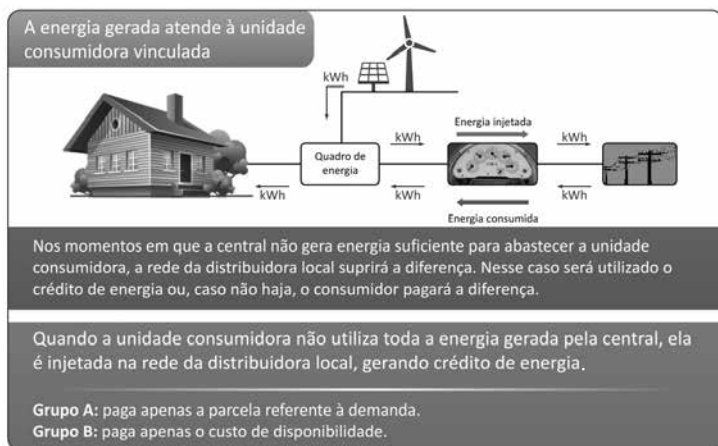 A energia gerada atende à unidade
consumidora vinculada
kWh
Energia injetada
kWh
kWh
Quadro de
energia
kWh
kWh
kWh
Energia consumida
Nos momentos em que a central não gera energia suficiente para abastecer a unidade
consumidora, a rede da distribuidora local suprirá a diferença. Nesse caso será utilizado o
crédito de energia ou, caso não haja, o consumidor pagará a diferença.
Quando a unidade consumidora não utiliza toda a energia gerada pela central, ela
é injetada na rede da distribuidora local, gerando crédito de energia.
Grupo A: paga apenas a parcela referente à demanda.
Grupo B: paga apenas o custo de disponibilidade.